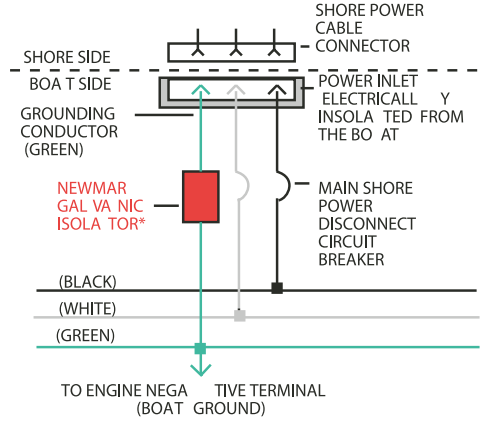 SHORE POWER
CABLE
CONNECTOR
SHORE SIDE
BOA T SIDE
POWER INLET
ELECTRICALL Y
INSOLA TED FROM
THE BO AT
GROUNDING
CONDUCTOR
(GREEN)
NEWMAR
GAL VA NIC
ISOLA TOR*
MAIN SHORE
POWER
DISCONNECT
CIRCUIT
BREAKER
(BLACK)
(WHITE)
(GREEN)
TO ENGINE NEGA TIVE TERMINAL
(BOAT GROUND)